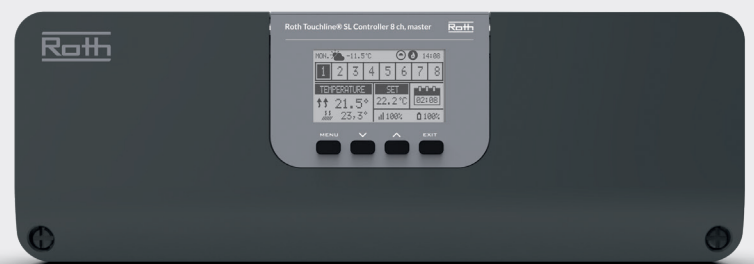 Roth
Roth Touchline® SL Controller 8 ch, master Roth
MON. -11.5°C 14:00
1 2 3 4 5 6 7 8
TEMPERATURE SET
21.5° 22.2°C 02:08
23,3° 100% 100%
MENU EXIT